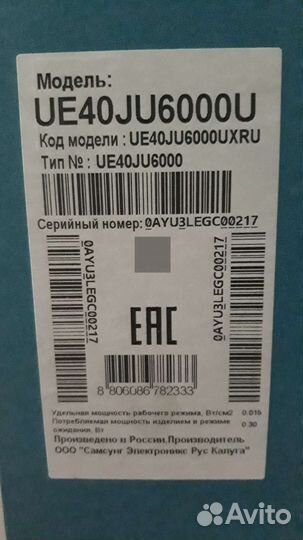 Модель:
UE40JU6000U
Код модели : UE40JU6000UXRU
Тип № : UE40JU6000
Серийный номер: 0AYU3LEGC00217
0AYU3LEGC00217
0AYU3LEGC00217
EAC
8 806086 782333
Удельная мощность рабочего режима, Вт/см2 0.015
Потребляемая мощность изделием в режиме
ожидания, Вт 0.30
Произведено в России.Производитель
ООО "Самсунг Электроникс Рус Калуга"
Avito